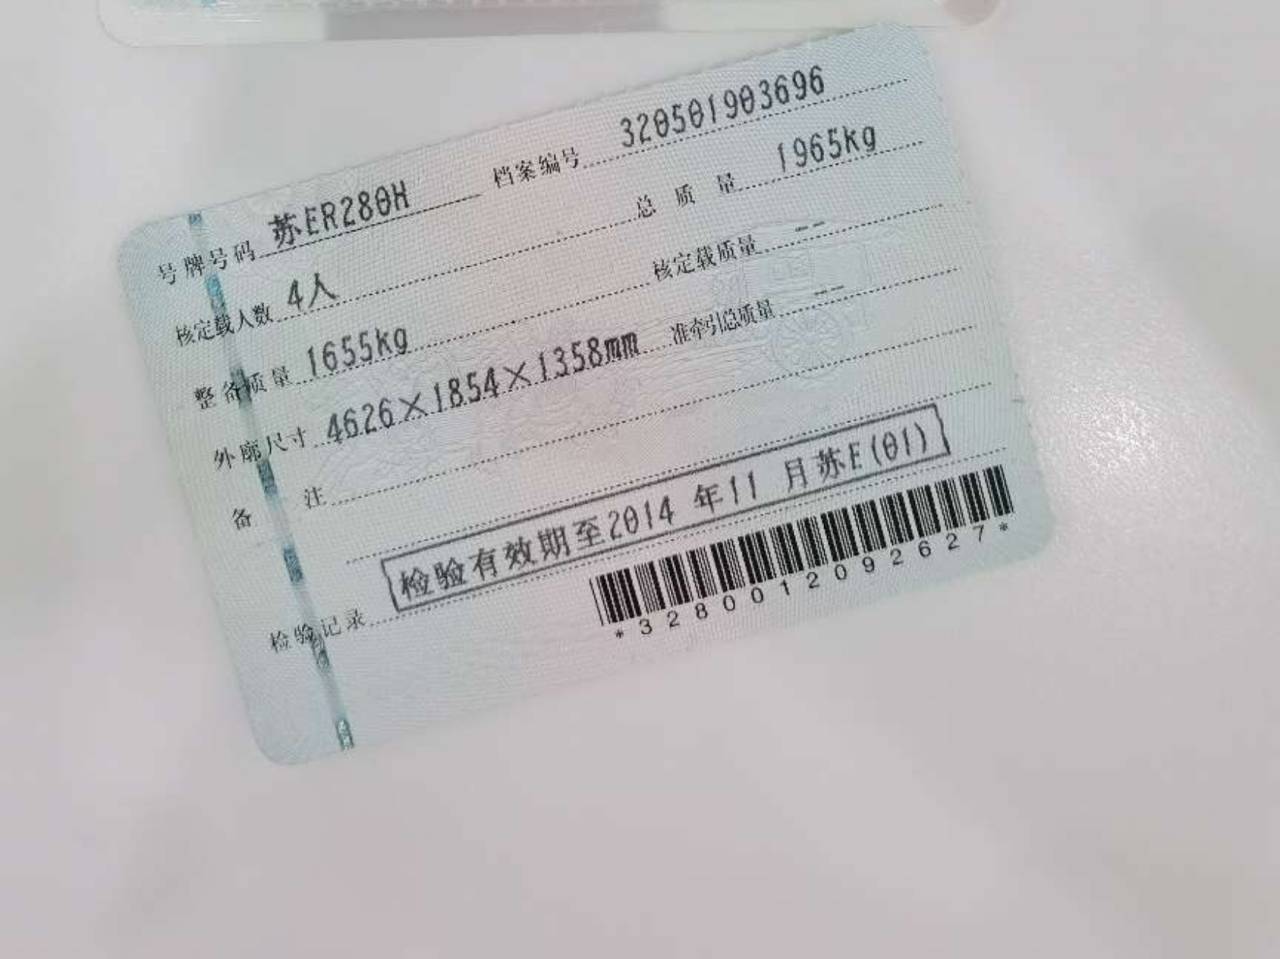 号牌号码 苏ER280H 档案编号 320501903696
核定载人数 4人 总质量 1965kg
整备质量 1655kg 核定载质量 --
外廓尺寸 4626×1854×1358mm 准牵引总质量 --
备注
检验有效期至2014 年11 月苏E(01)
检验记录
*3280012092627*